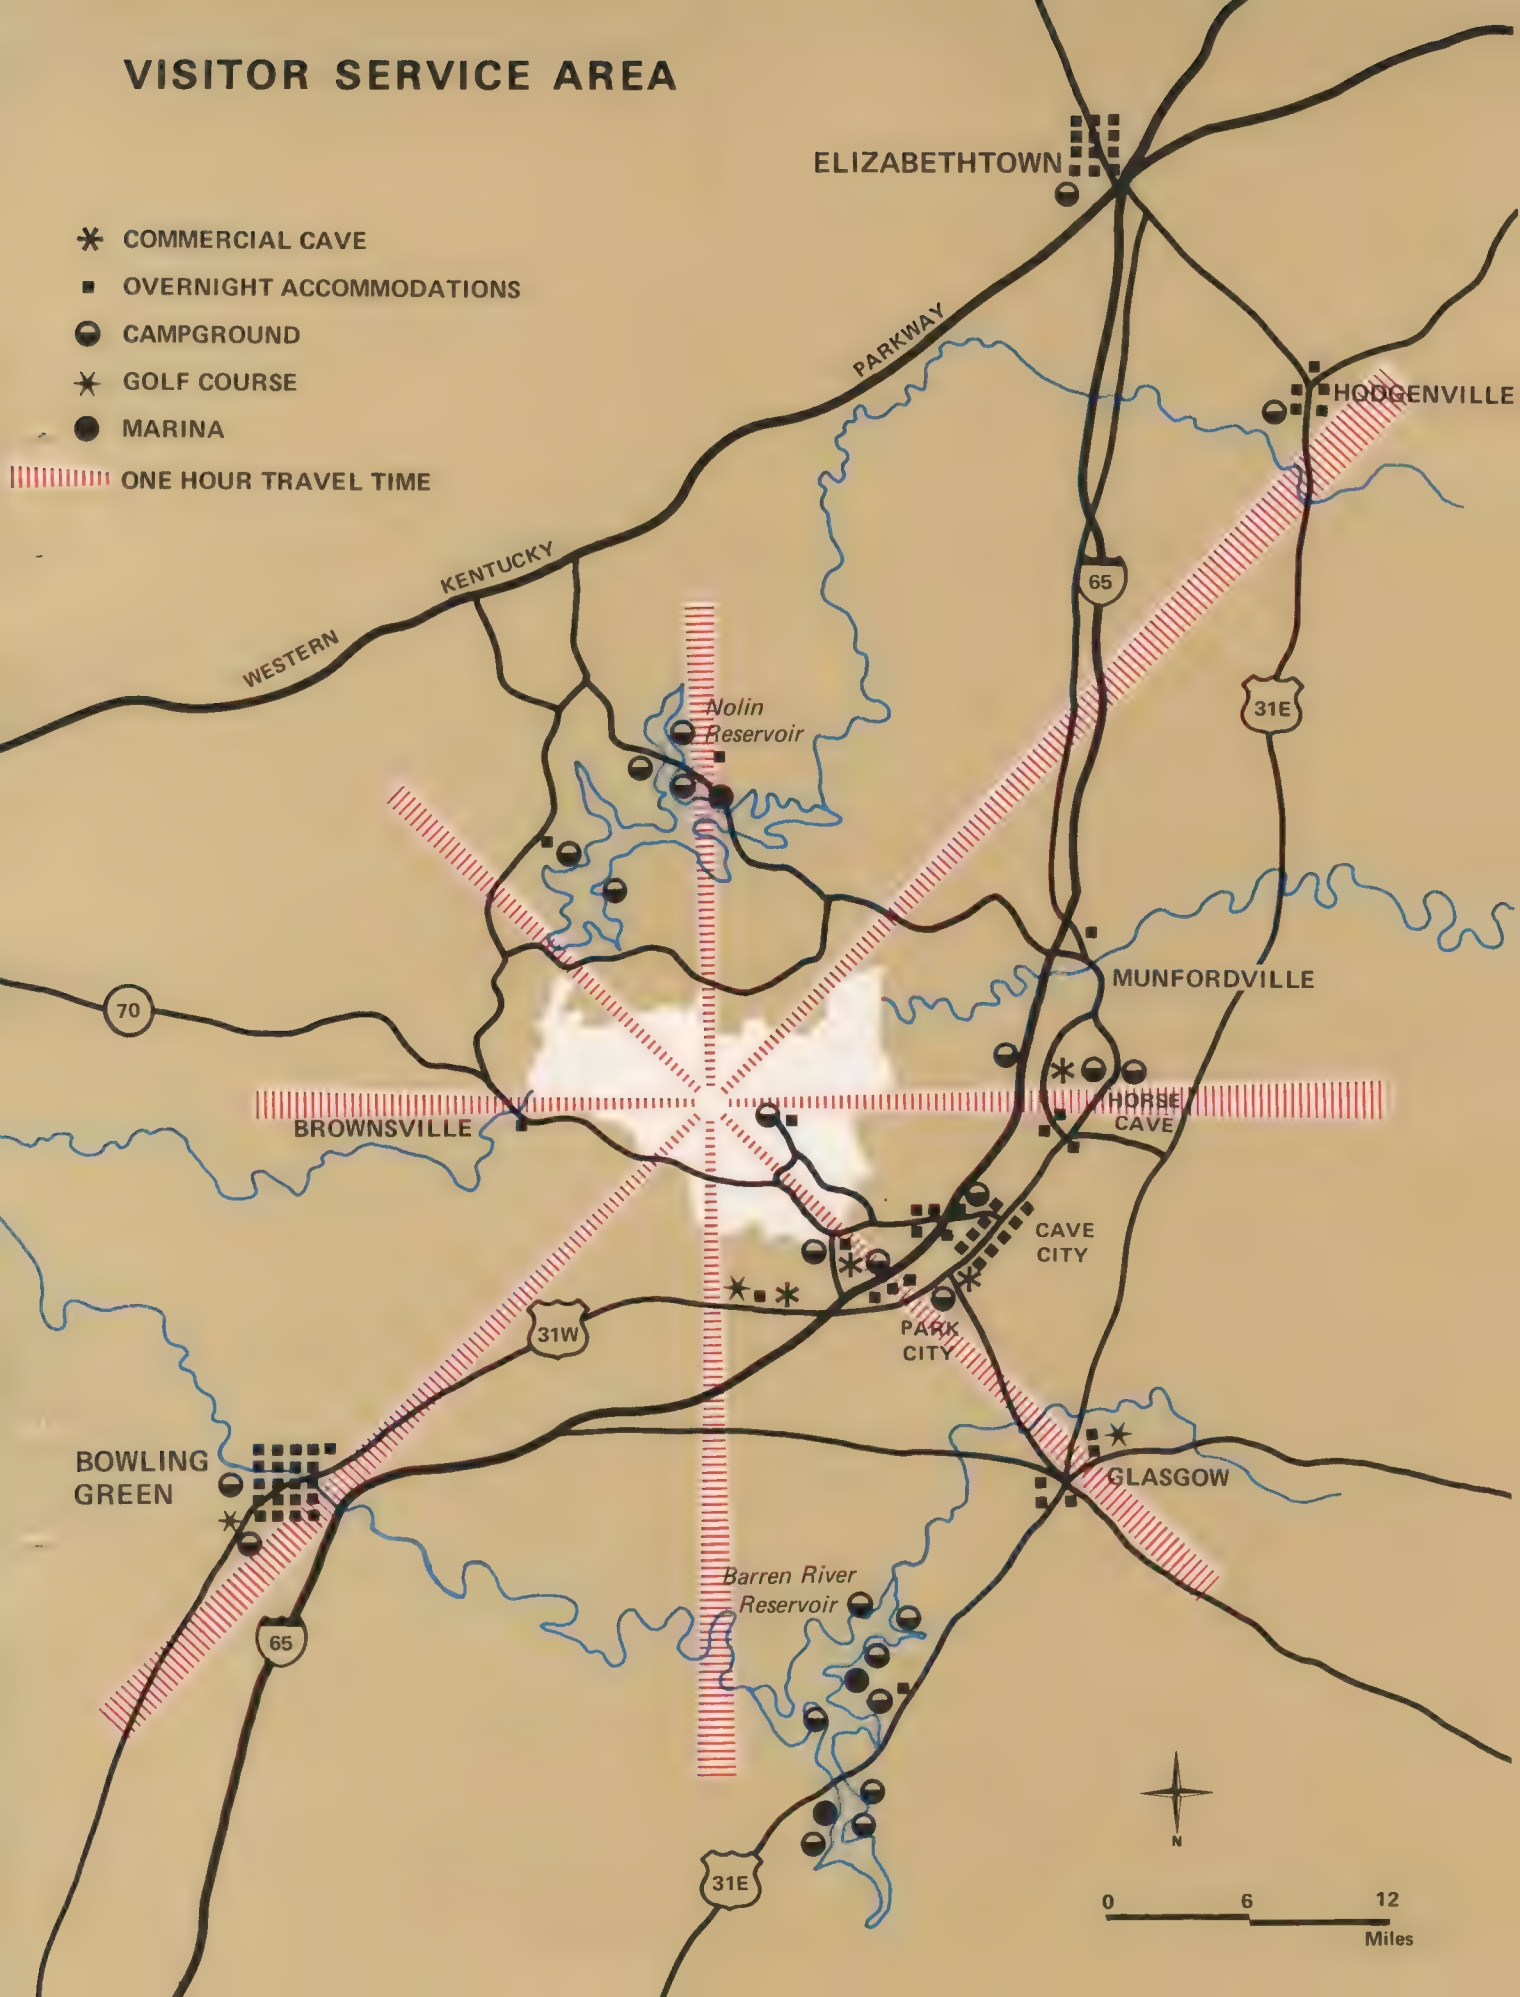 VISITOR SERVICE AREA
COMMERCIAL CAVE
OVERNIGHT ACCOMMODATIONS
CAMPGROUND
GOLF COURSE
MARINA
ONE HOUR TRAVEL TIME
ELIZABETHTOWN
PARKWAY
HODGENVILLE
KENTUCKY
65
WESTERN
31E
Nolin
Reservoir
MUNFORDVILLE
70
HORSE
CAVE
BROWNSVILLE
CAVE
CITY
31W
PARK
CITY
BOWLING
GREEN
GLASGOW
Barren River
Reservoir
65
N
31E
0 6 12
Miles